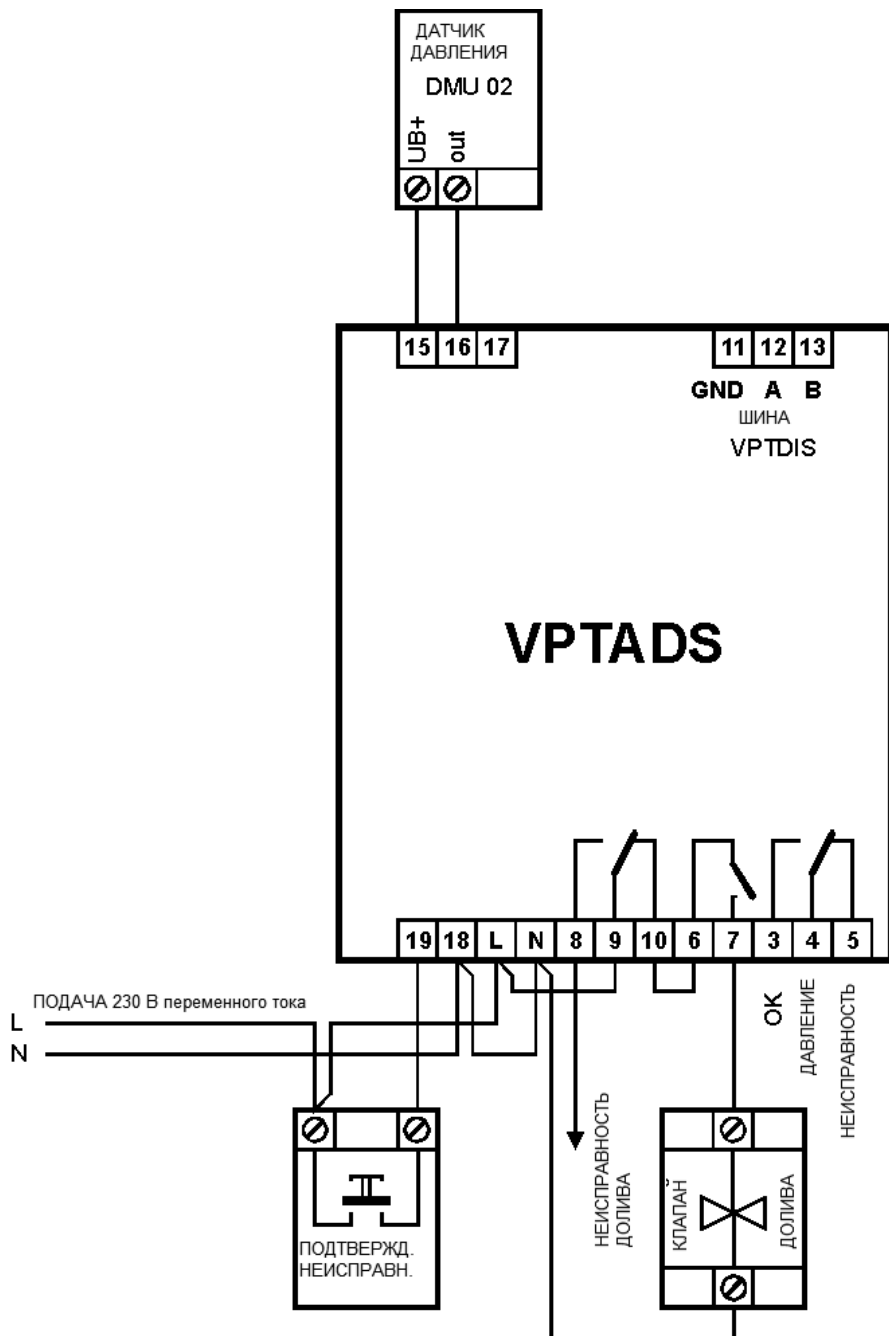 ДАТЧИК
ДАВЛЕНИЯ
DMU 02
UB+
out
15 16 17
11 12 13
GND A B
ШИНА
VPTDIS
VPTADS
19 18 L N 8 9 10 6 7 3 4 5
ПОДАЧА 230 В переменного тока
L
N
OK
ДАВЛЕНИЕ
НЕИСПРАВНОСТЬ
НЕИСПРАВНОСТЬ
ДОЛИВА
КЛАПАН
ДОЛИВА
ПОДТВЕРЖД.
НЕИСПРАВН.